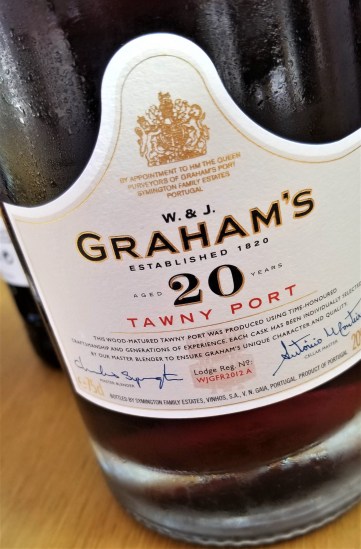 BY APPOINTMENT TO HM THE QUEEN
PURVEYORS OF GRAHAM'S PORT
SYMINGTON FAMILY ESTATES
PORTUGAL
W. & J.
GRAHAM'S
ESTABLISHED 1820
AGED 20 YEARS
TAWNY PORT
THIS WOOD-MATURED TAWNY PORT WAS PRODUCED USING TIME-HONOURED
CRAFTSMANSHIP AND GENERATIONS OF EXPERIENCE. EACH CASK HAS BEEN INDIVIDUALLY SELECTED
BY OUR MASTER BLENDER TO ENSURE GRAHAM'S UNIQUE CHARACTER AND QUALITY.
Lodge Reg. Nº:
WJGFR2012 A
MASTER BLENDER
CELLAR MASTER
75cl
BOTTLED BY SYMINGTON FAMILY ESTATES, VINHOS, S.A., V. N. GAIA, PORTUGAL. PRODUCT OF PORTUGAL